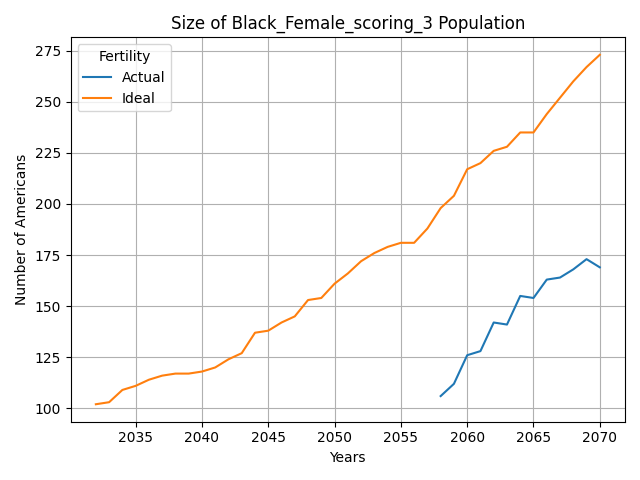 Size of Black_Female_scoring_3 Population
Fertility
Actual
Ideal
Number of Americans
275
250
225
200
175
150
125
100
2035 2040 2045 2050 2055 2060 2065 2070
Years